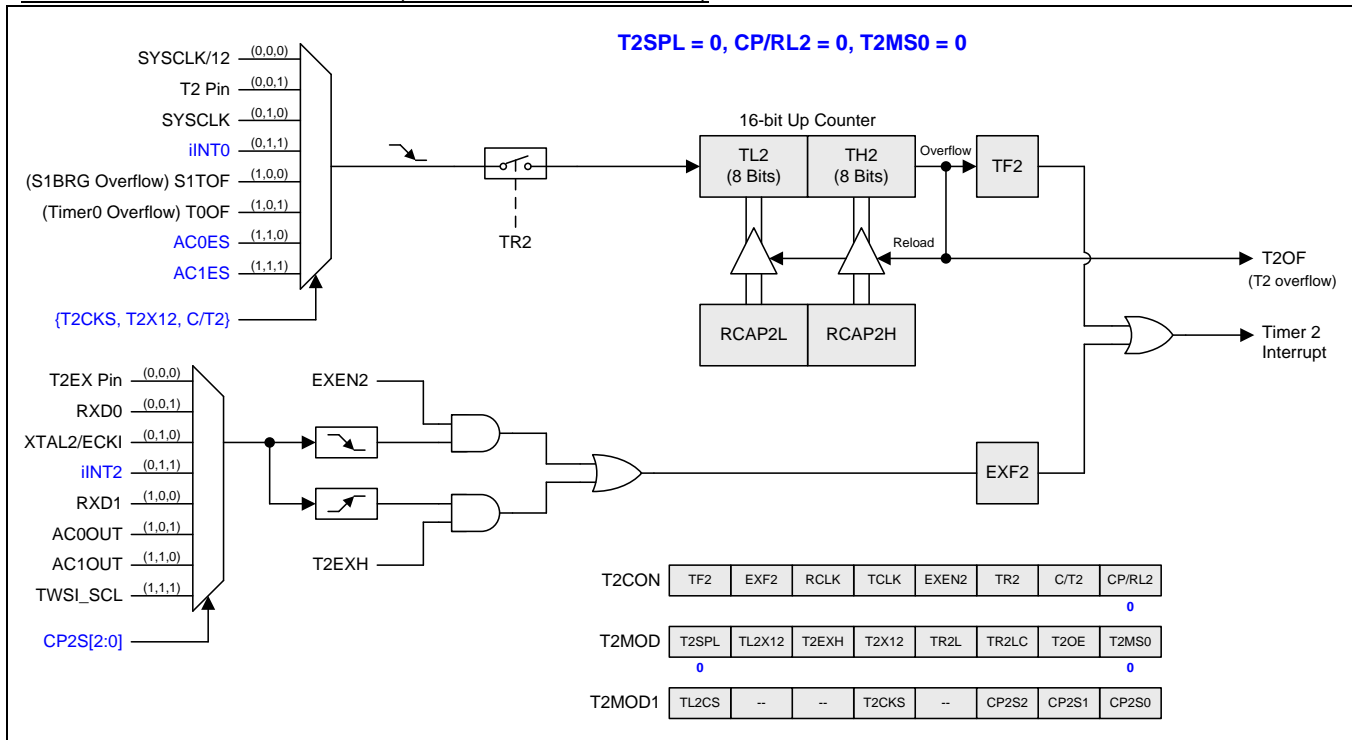 T2SPL = 0, CP/RL2 = 0, T2MS0 = 0
SYSCLK/12 (0,0,0)
T2 Pin (0,0,1)
SYSCLK (0,1,0)
iINT0 (0,1,1)
(S1BRG Overflow) S1TOF (1,0,0)
(Timer0 Overflow) T0OF (1,0,1)
AC0ES (1,1,0)
AC1ES (1,1,1)
{T2CKS, T2X12, C/T2}
TR2
16-bit Up Counter
TL2
(8 Bits)
TH2
(8 Bits)
Overflow
TF2
Reload
T2OF
(T2 overflow)
RCAP2L
RCAP2H
Timer 2
Interrupt
T2EX Pin (0,0,0)
RXD0 (0,0,1)
XTAL2/ECKI (0,1,0)
iINT2 (0,1,1)
RXD1 (1,0,0)
AC0OUT (1,0,1)
AC1OUT (1,1,0)
TWSI_SCL (1,1,1)
CP2S[2:0]
EXEN2
T2EXH
EXF2
T2CON TF2 EXF2 RCLK TCLK EXEN2 TR2 C/T2 CP/RL2
0
T2MOD T2SPL TL2X12 T2EXH T2X12 TR2L TR2LC T2OE T2MS0
0 0
T2MOD1 TL2CS -- -- T2CKS -- CP2S2 CP2S1 CP2S0